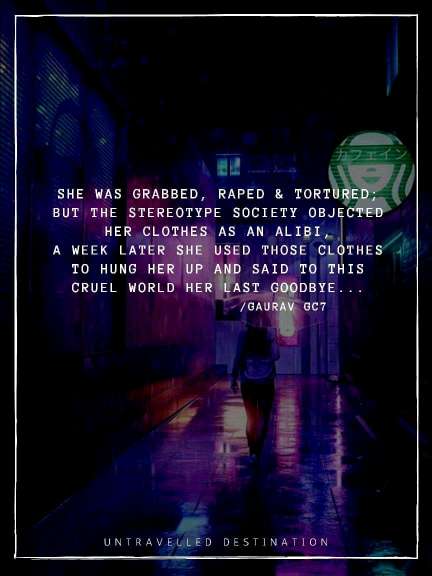 カフェイン
SHE WAS GRABBED, RAPED & TORTURED;
BUT THE STEREOTYPE SOCIETY OBJECTED
HER CLOTHES AS AN ALIBI,
A WEEK LATER SHE USED THOSE CLOTHES
TO HUNG HER UP AND SAID TO THIS
CRUEL WORLD HER LAST GOODBYE...
/GAURAV GC7
UNTRAVELLED DESTINATION